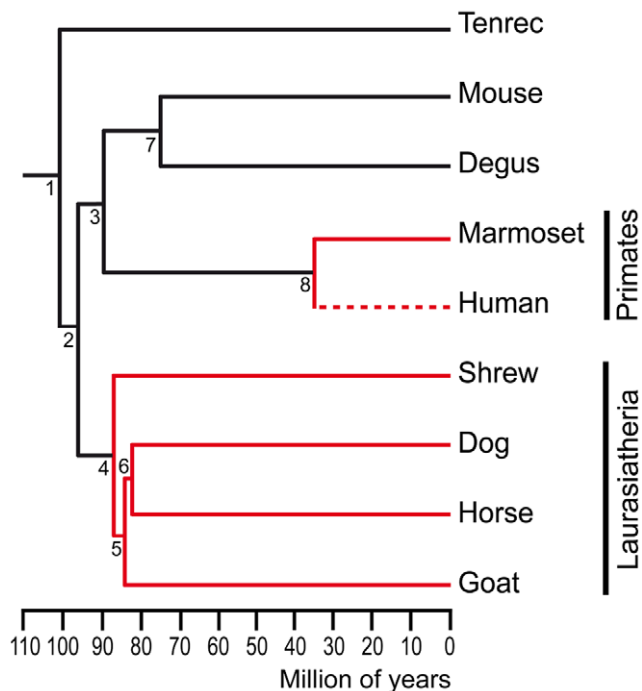 Tenrec
Mouse
7
Degus
1
3
Marmoset
8
Human
Primates
2
Shrew
Dog
4
6
Horse
5
Goat
Laurasiatheria
110 100 90 80 70 60 50 40 30 20 10 0
Million of years